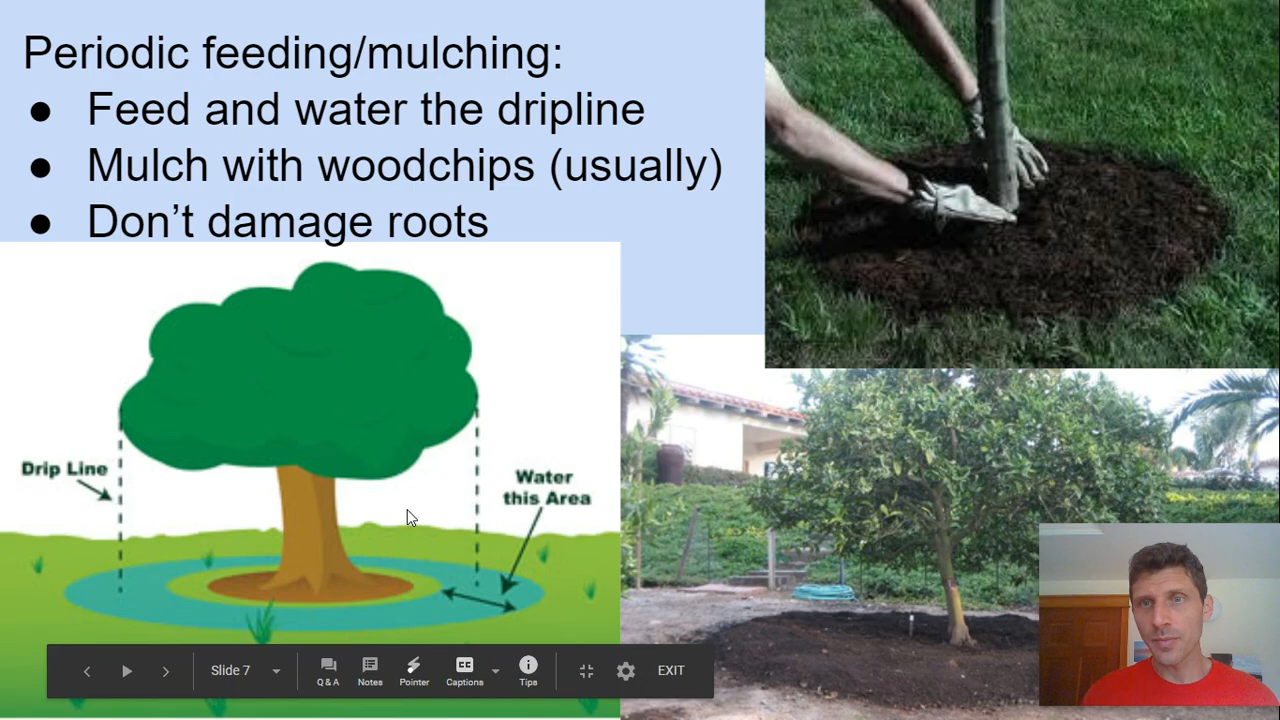 Periodic feeding/mulching:
● Feed and water the dripline
● Mulch with woodchips (usually)
● Don’t damage roots
Drip Line
Water
this Area
Slide 7
Q & A
Notes
Pointer
CC
Captions
Tips
EXIT